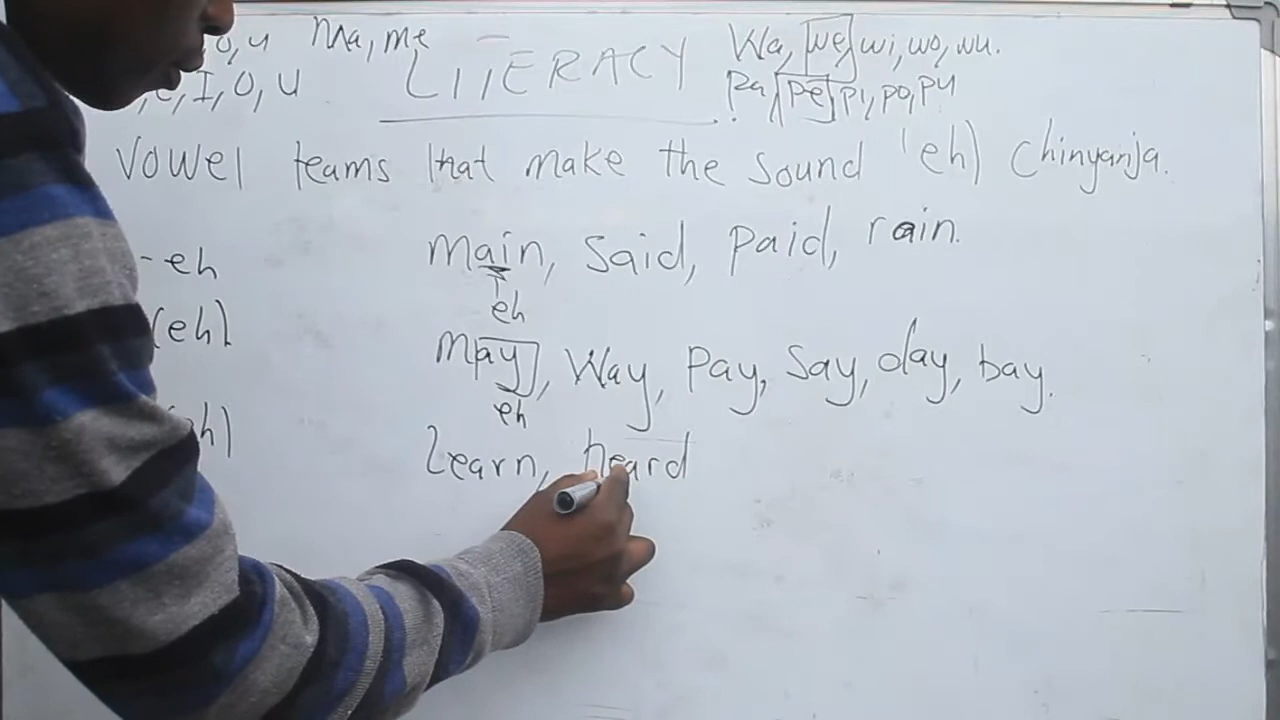 o, u ma, me LITERACY wa, we, wi, wo, wu.
I, O, U pa, pe, pi, po, pu
Vowel teams that make the sound (eh) Chinyanja.
- eh main, said, paid, rain.
eh
(eh) may, way, pay, say, day, bay.
eh
eh) learn, heard